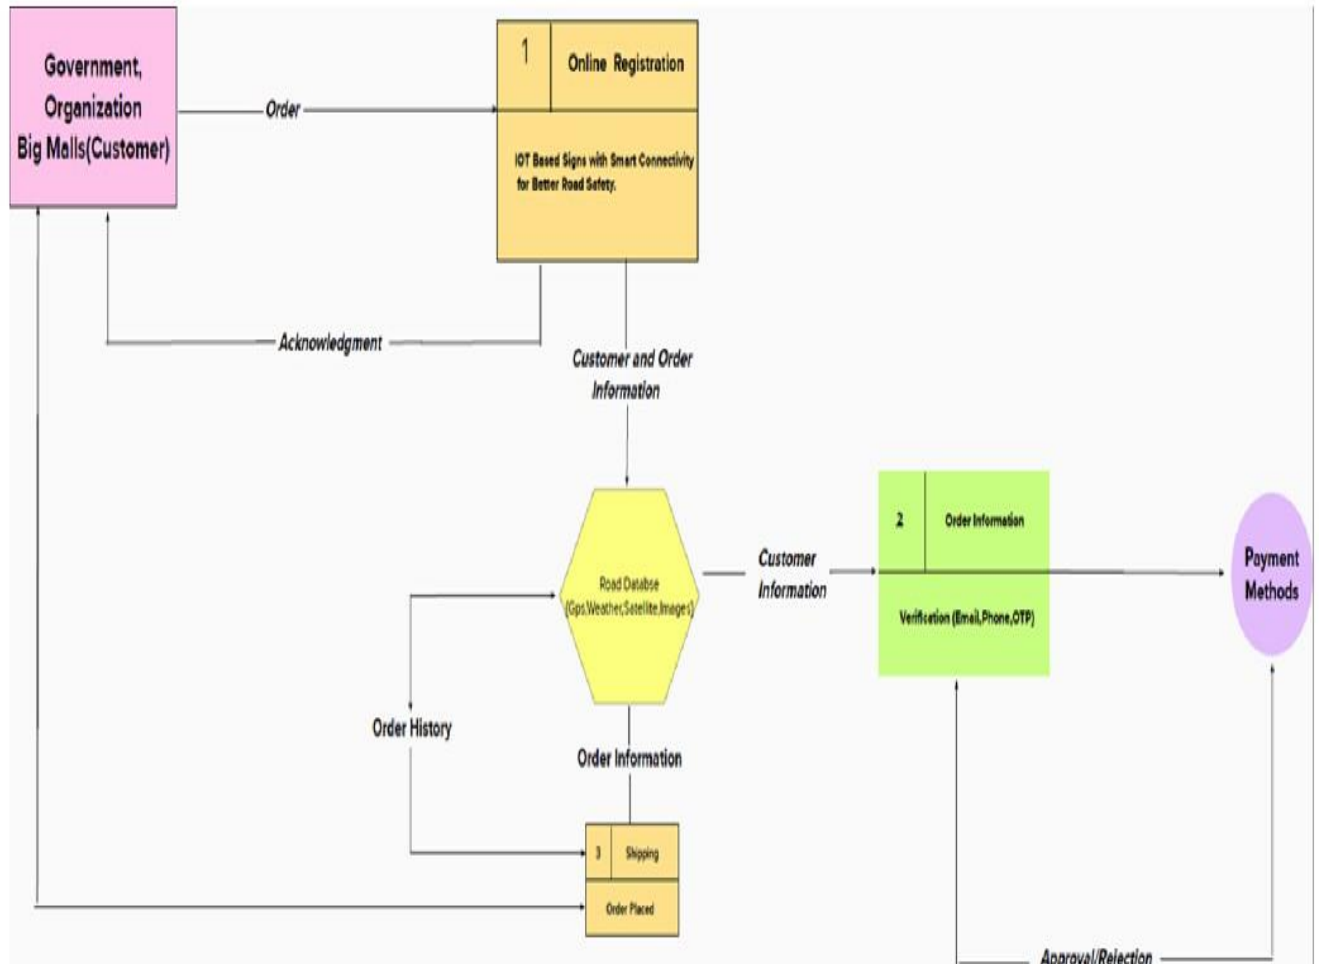 Government,
Organization
Big Malls(Customer)
Order
1
Online Registration
IOT Based Signs with Smart Connectivity
for Better Road Safety.
Acknowledgment
Customer and Order
Information
Road Databse
(Gps,Weather,Satellite,Images)
Customer
Information
2
Order Information
Verification (Email,Phone,OTP)
Payment
Methods
Order History
Order Information
3
Shipping
Order Placed
Approval/Rejection